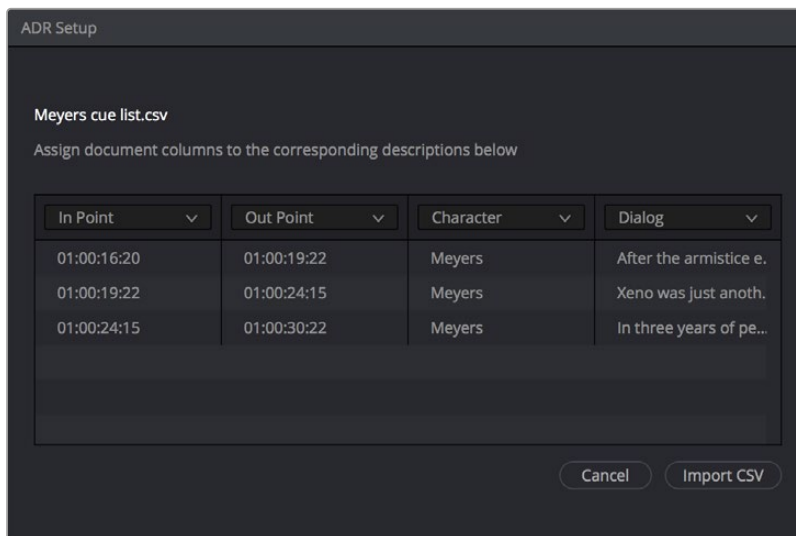 ADR Setup
Meyers cue list.csv
Assign document columns to the corresponding descriptions below
In Point Out Point Character Dialog
01:00:16:20 01:00:19:22 Meyers After the armistice e.
01:00:19:22 01:00:24:15 Meyers Xeno was just anoth.
01:00:24:15 01:00:30:22 Meyers In three years of pe...
Cancel Import CSV